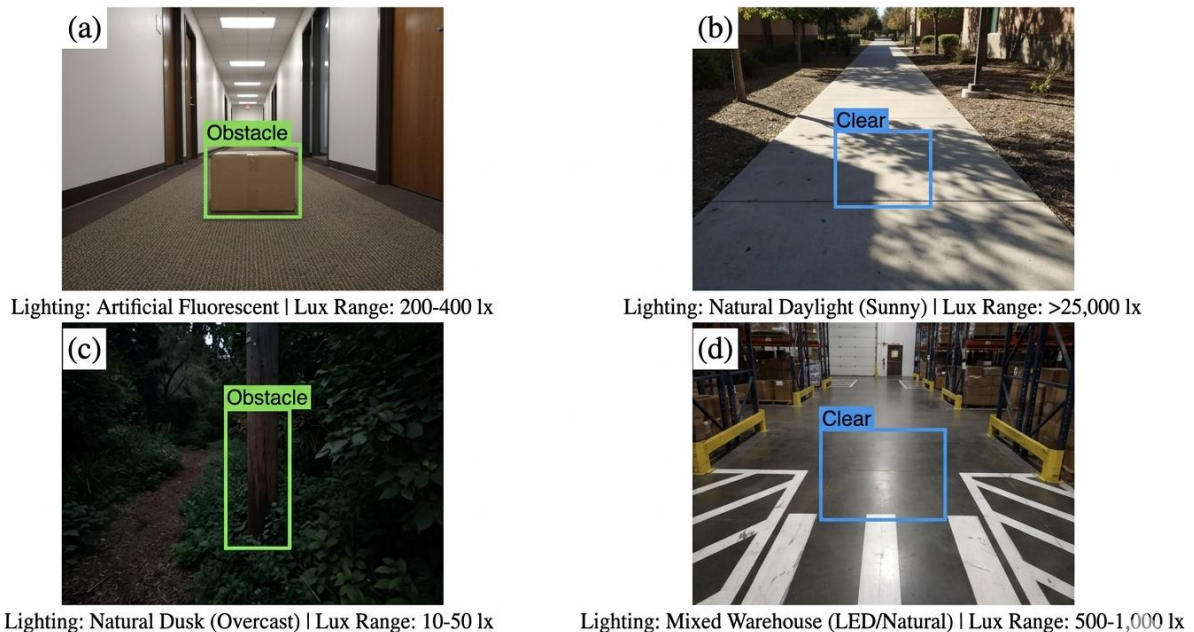 (a)
Obstacle
Lighting: Artificial Fluorescent | Lux Range: 200-400 lx
(b)
Clear
Lighting: Natural Daylight (Sunny) | Lux Range: >25,000 lx
(c)
Obstacle
Lighting: Natural Dusk (Overcast) | Lux Range: 10-50 lx
(d)
Clear
Lighting: Mixed Warehouse (LED/Natural) | Lux Range: 500-1,000 lx